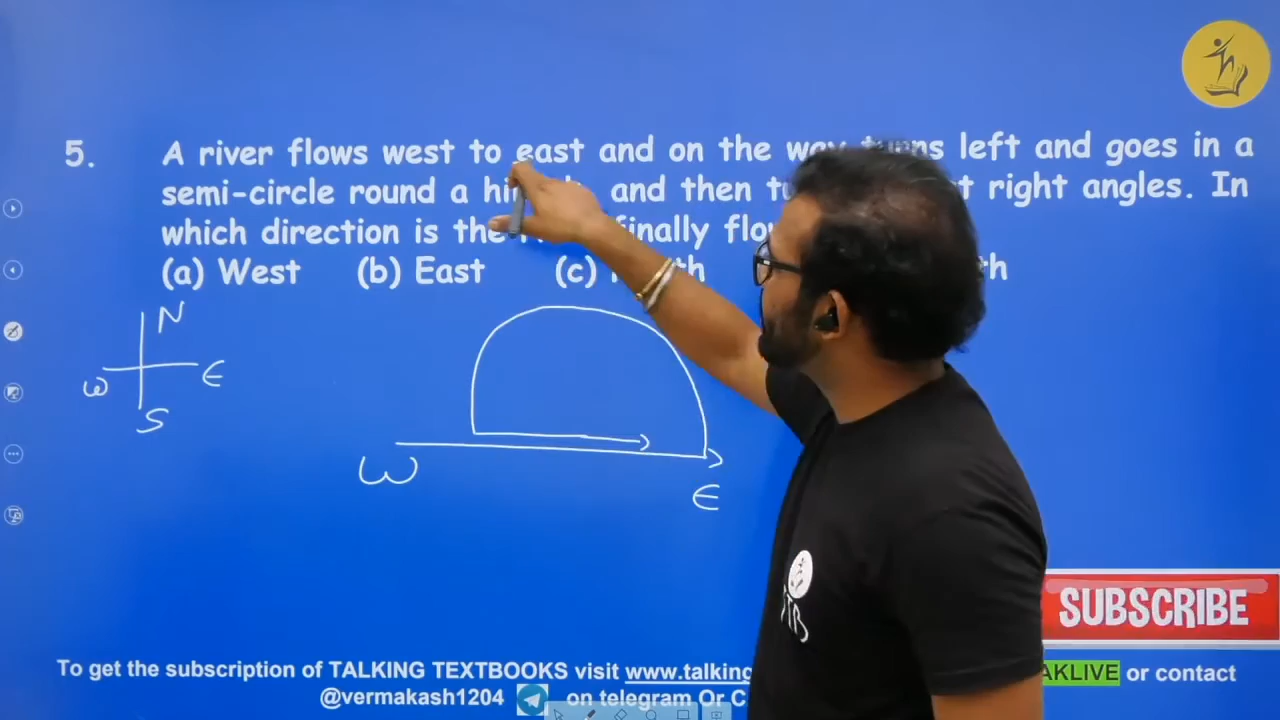 5. A river flows west to east and on the way turns left and goes in a
semi-circle round a and then at right angles. In
which direction is the finally
(a) West (b) East (c)
N
W E
S
W
E
SUBSCRIBE
To get the subscription of TALKING TEXTBOOKS visit www.talking AKLIVE or contact
@vermakash1204 on telegram Or C